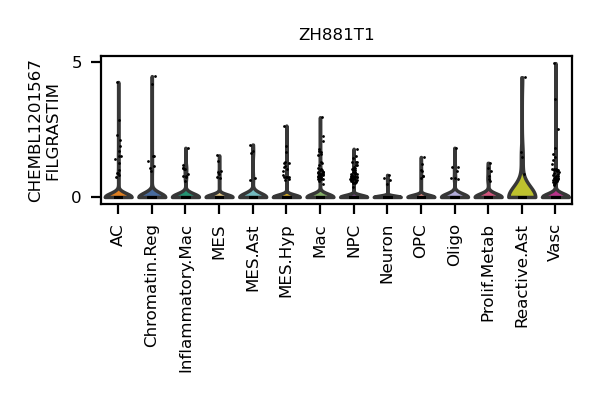 ZH881T1
CHEMBL1201567
FILGRASTIM
5
0
AC
Chromatin.Reg
Inflammatory.Mac
MES
MES.Ast
MES.Hyp
Mac
NPC
Neuron
OPC
Oligo
Prolif.Metab
Reactive.Ast
Vasc